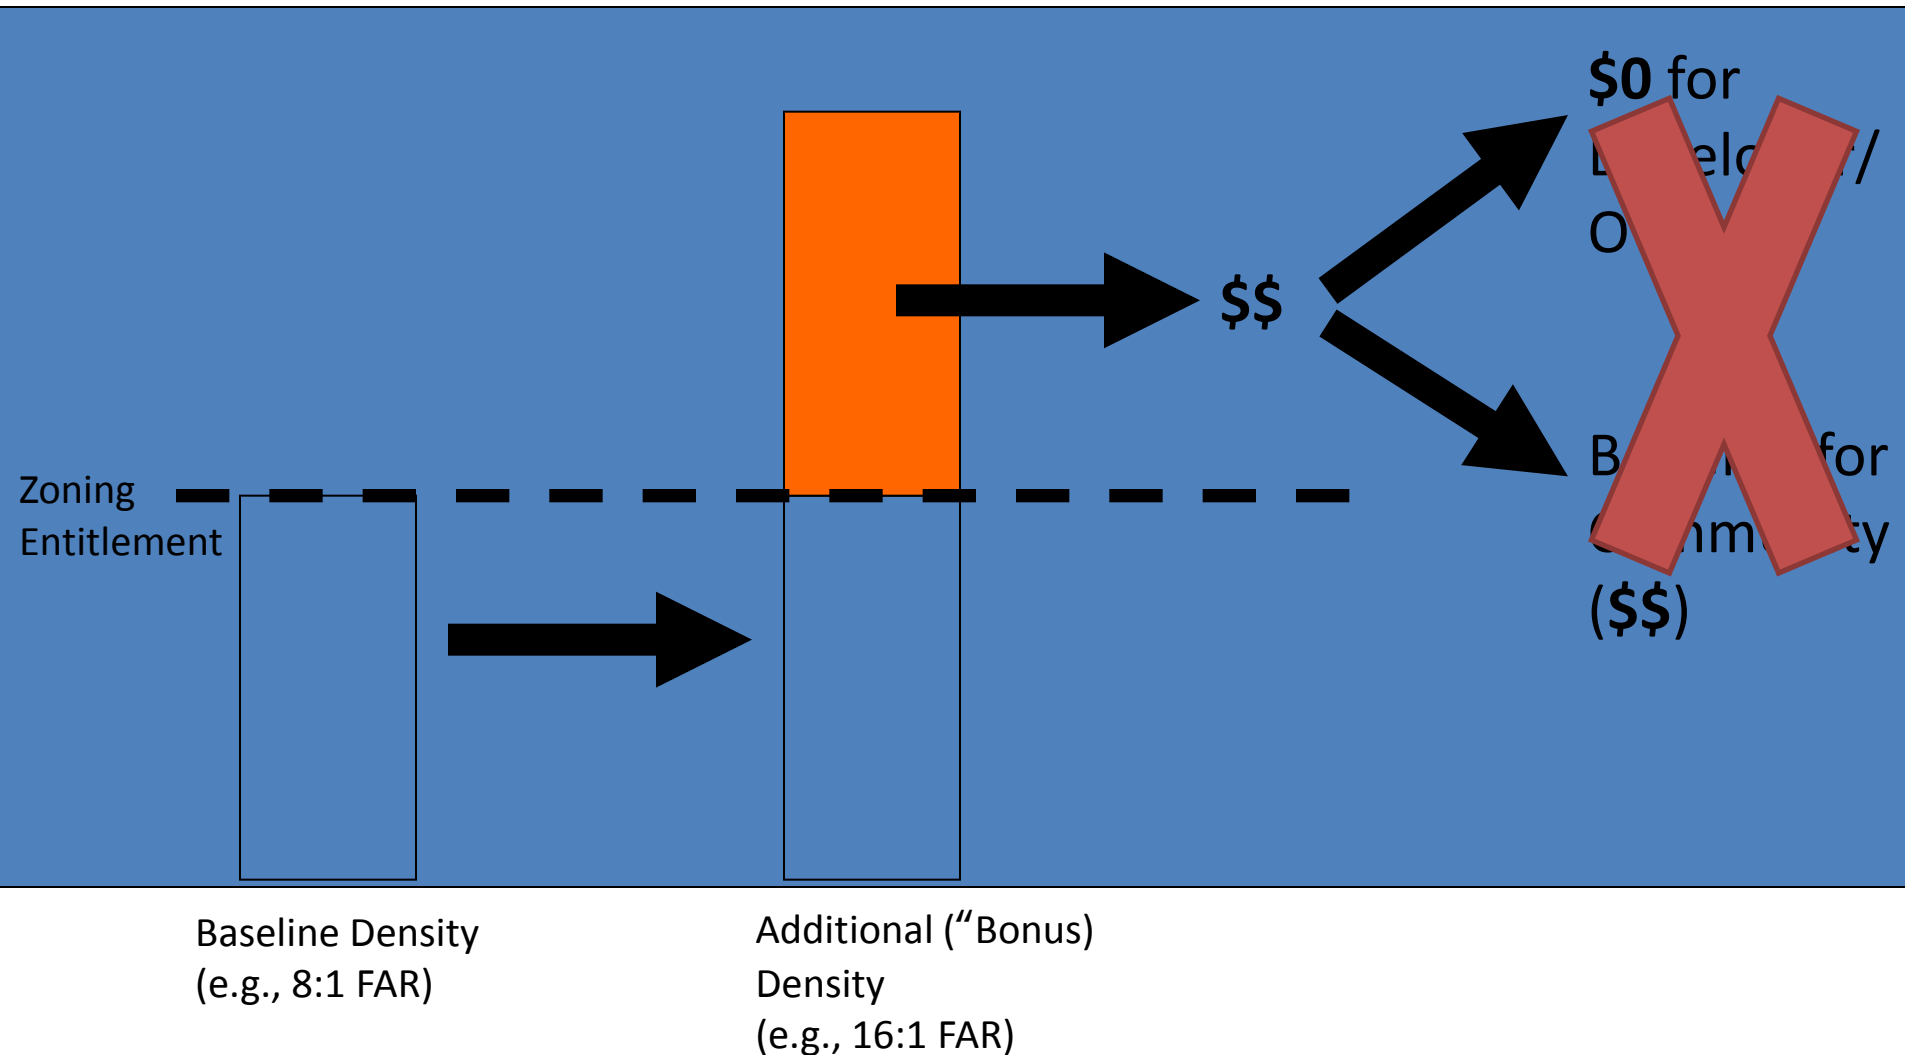 $0 for
/
$$
for
Zoning
Entitlement
($$)
Baseline Density
(e.g., 8:1 FAR)
Additional (“Bonus)
Density
(e.g., 16:1 FAR)